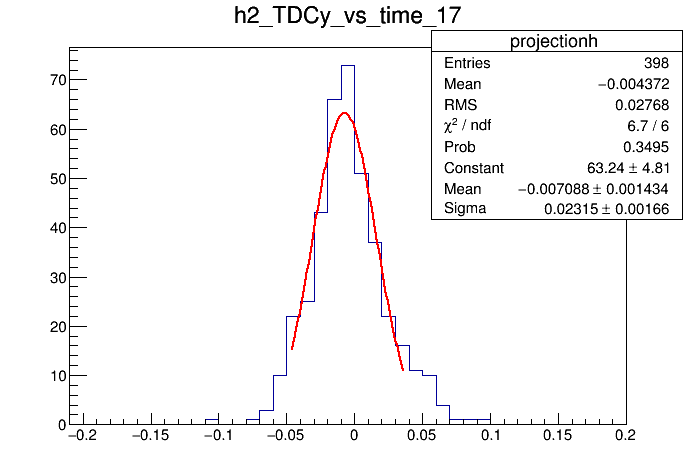 h2_TDCy_vs_time_17
projectionh
Entries 398
Mean −0.004372
RMS 0.02768
χ² / ndf 6.7 / 6
Prob 0.3495
Constant 63.24 ± 4.81
Mean −0.007088 ± 0.001434
Sigma 0.02315 ± 0.00166
70
60
50
40
30
20
10
0
−0.2 −0.15 −0.1 −0.05 0 0.05 0.1 0.15 0.2